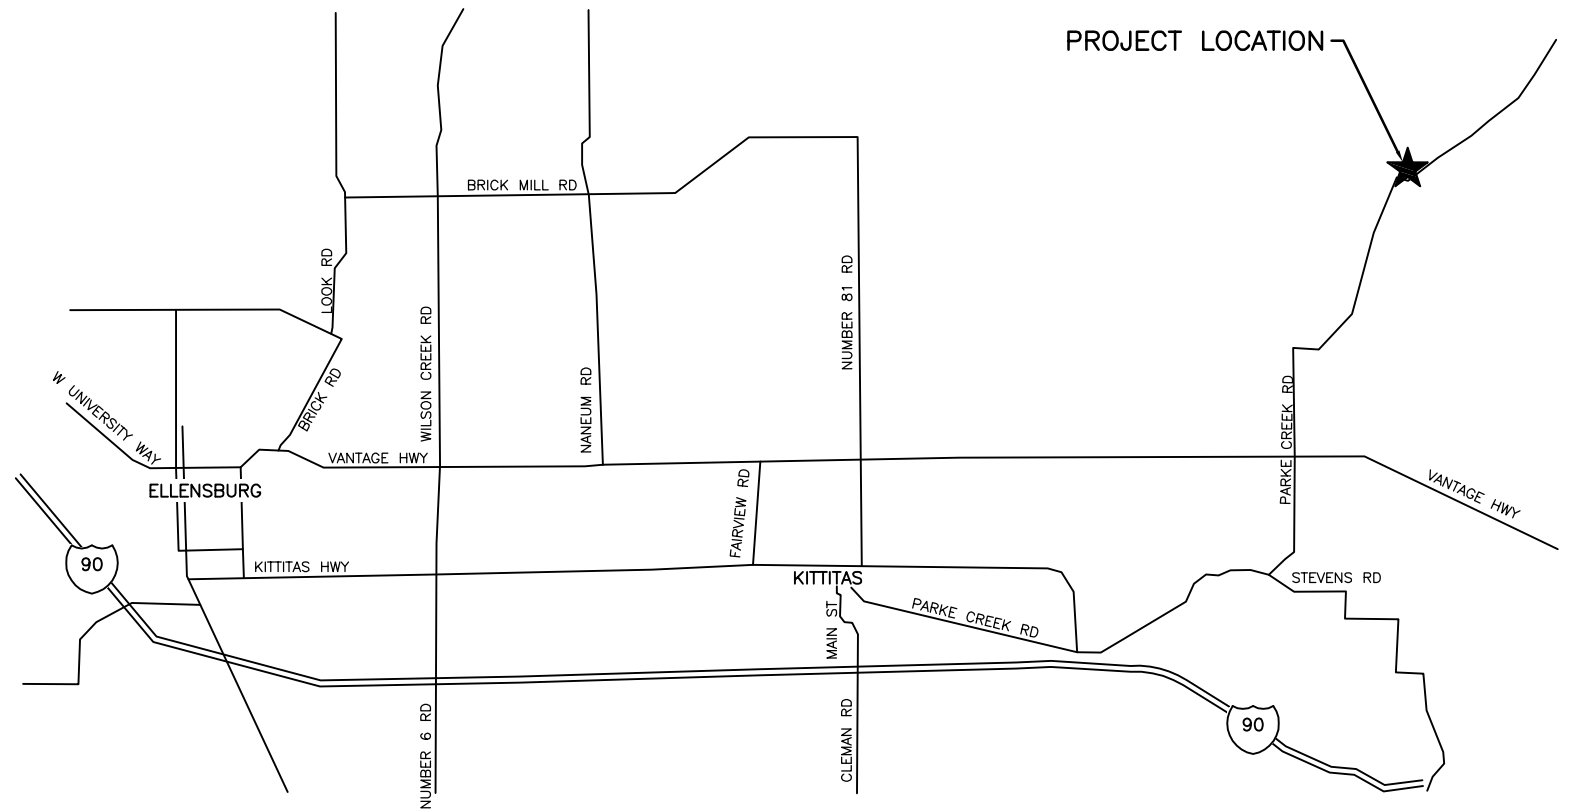 PROJECT LOCATION
BRICK MILL RD
LOOK RD
WILSON CREEK RD
NUMBER 81 RD
BRICK RD
NANEUM RD
PARKE CREEK RD
W UNIVERSITY WAY
VANTAGE HWY
ELLENSBURG
FAIRVIEW RD
VANTAGE HWY
90
KITTITAS HWY
KITTITAS
STEVENS RD
MAIN ST
PARKE CREEK RD
NUMBER 6 RD
CLEMAN RD
90